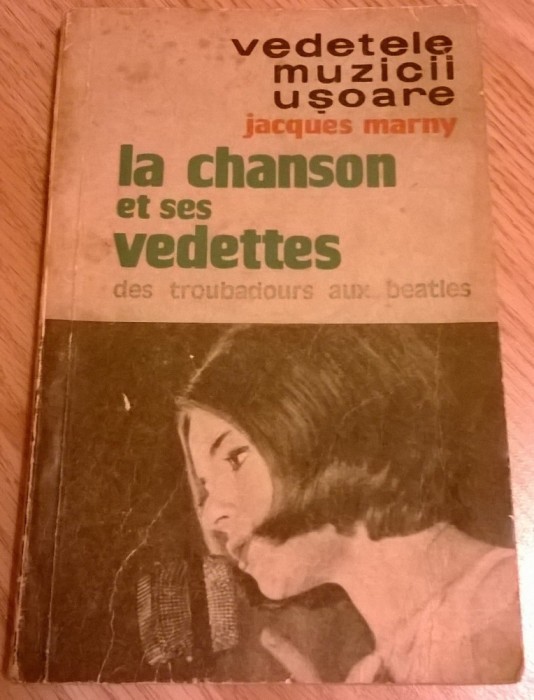 vedetele
muzicii
ușoare
jacques marny
la chanson
et ses
vedettes
des troubadours aux beatles